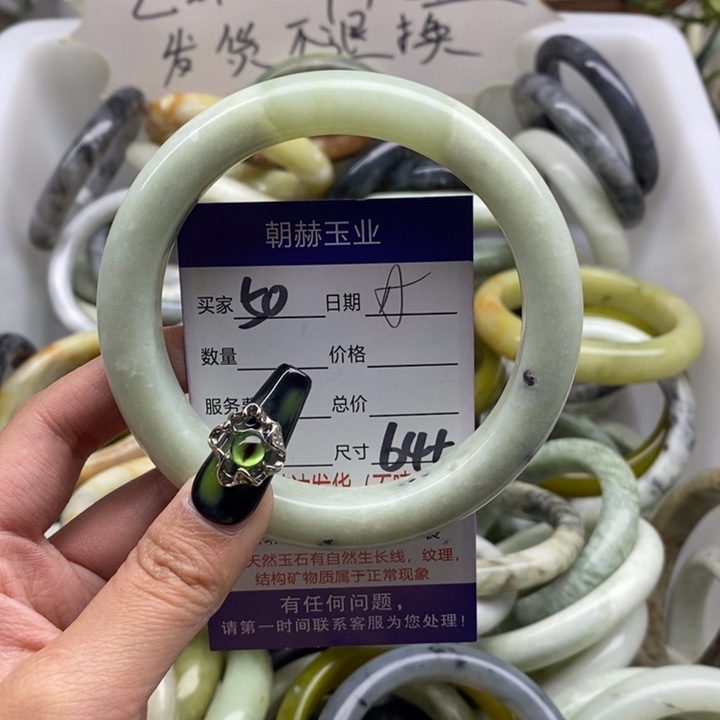 发货不退换
朝赫玉业
买家 50 日期
数量 价格
服务费 总价
尺寸 64+
天然玉石有自然生长线，纹理，
结构矿物质属于正常现象
有任何问题，
请第一时间联系客服为您处理！